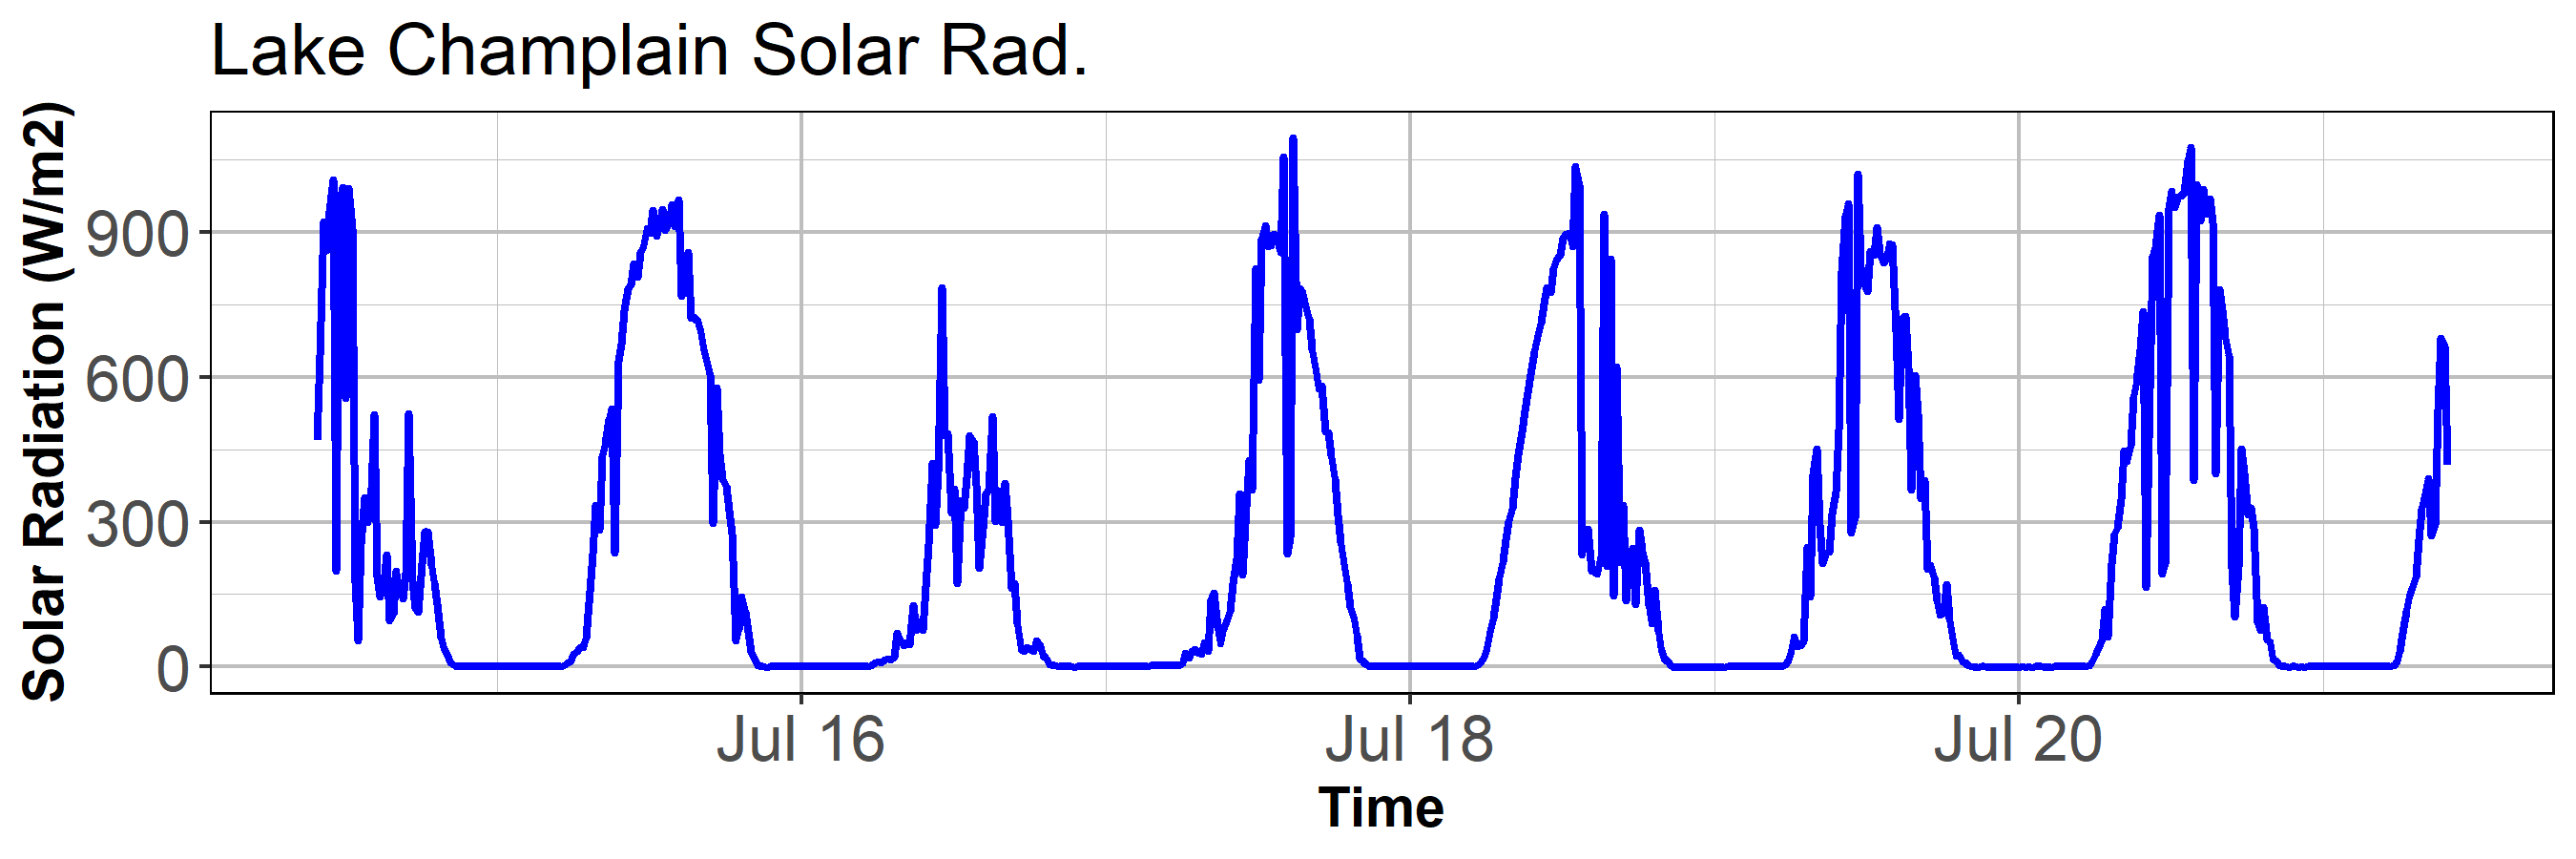 Lake Champlain Solar Rad.
Solar Radiation (W/m2)
900
600
300
0
Jul 16
Jul 18
Jul 20
Time